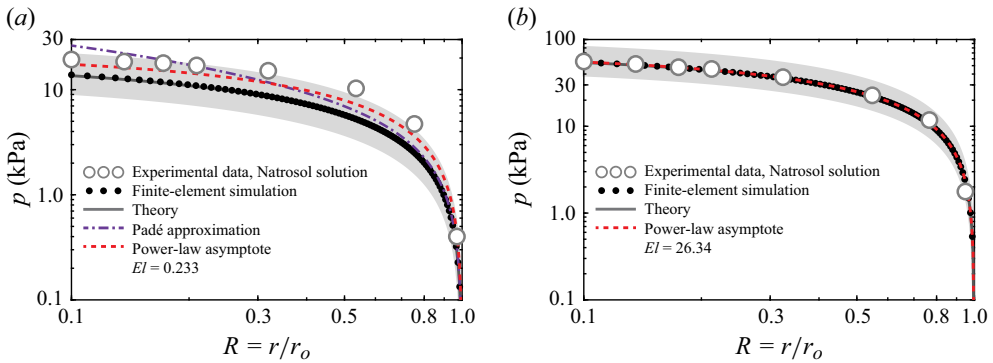 (a)
30
10
1.0
0.1
p (kPa)
Experimental data, Natrosol solution
Finite-element simulation
Theory
Padé approximation
Power-law asymptote
El = 0.233
0.1 0.3 0.5 0.8 1.0
R = r/ro
(b)
100
30
10
1.0
0.1
p (kPa)
Experimental data, Natrosol solution
Finite-element simulation
Theory
Power-law asymptote
El = 26.34
0.1 0.3 0.5 0.8 1.0
R = r/ro